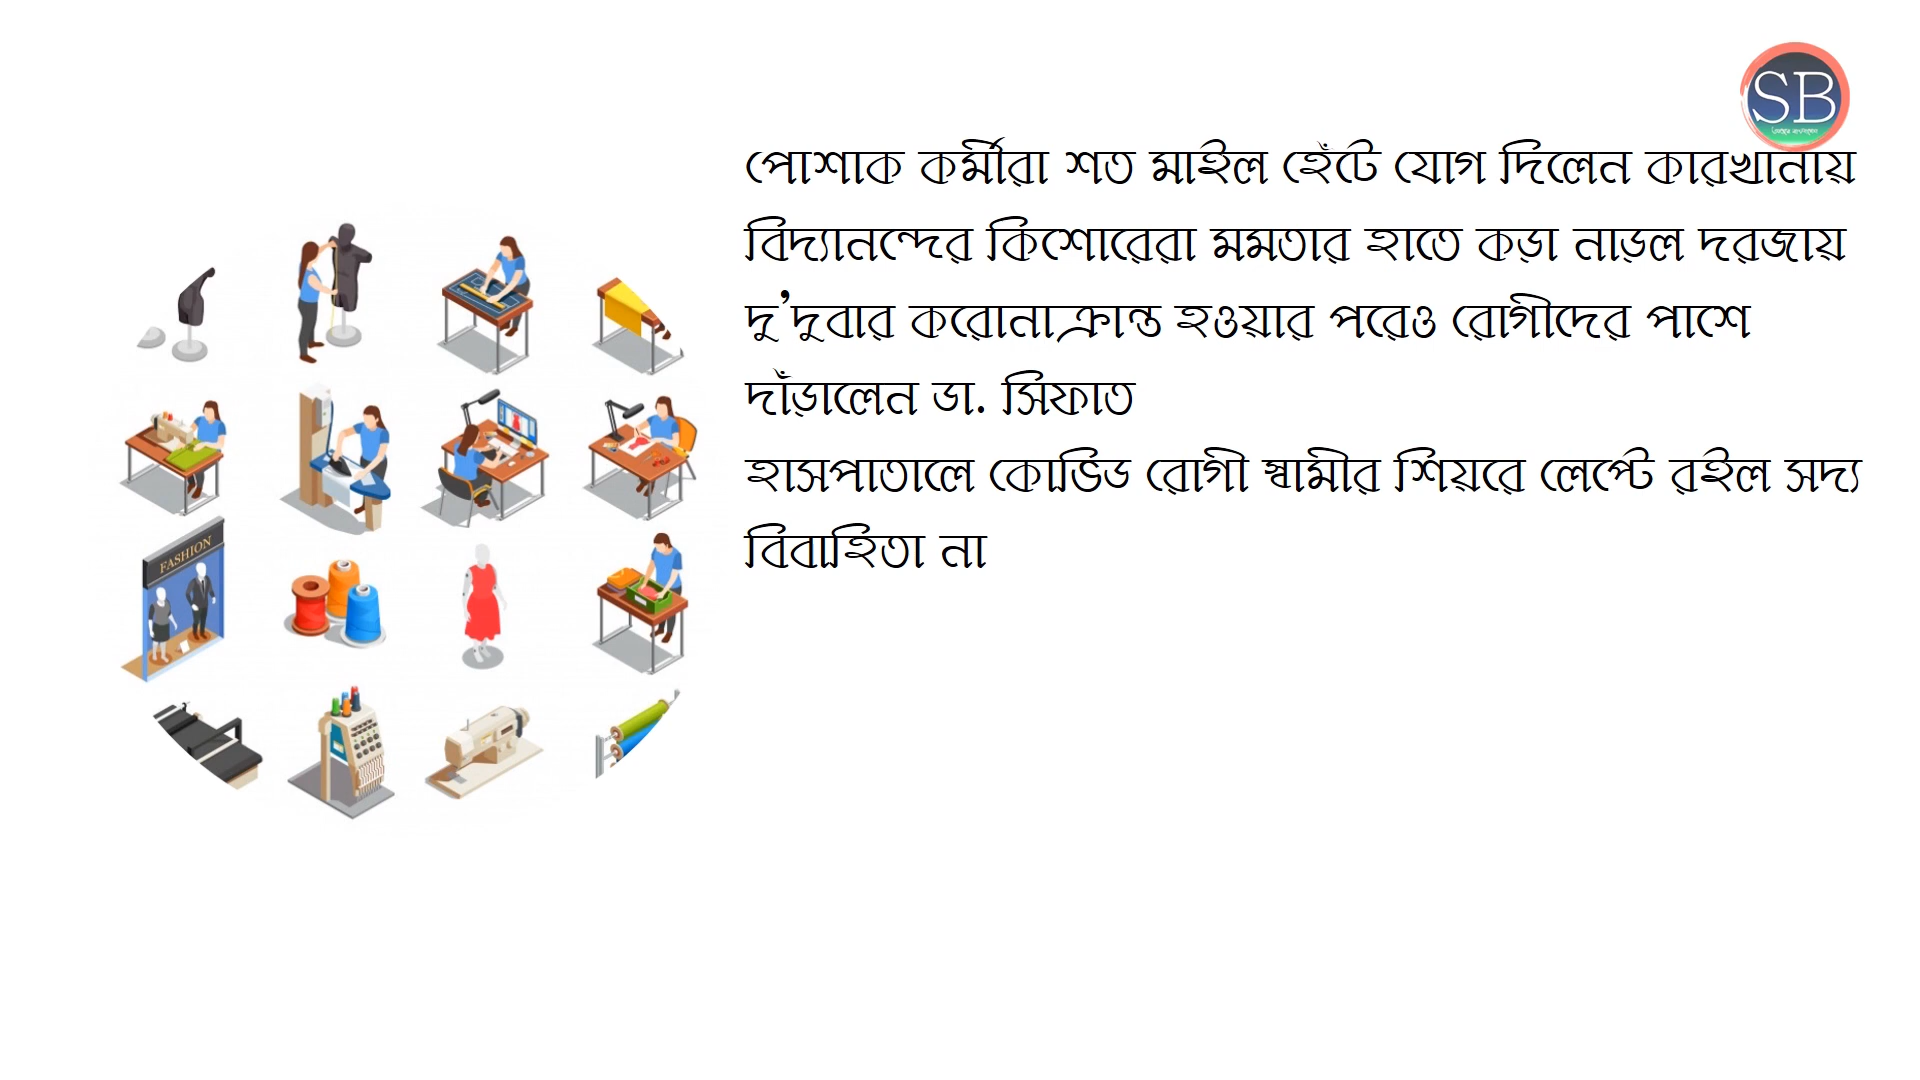 SB
FASHION
পোশাক কর্মীরা শত মাইল হেঁটে যোগ দিলেন কারখানায়
বিদ্যানন্দের কিশোরেরা মমতার হাতে কড়া নাড়ল দরজায়
দু’দুবার করোনাক্রান্ত হওয়ার পরেও রোগীদের পাশে
দাঁড়ালেন ডা. সিফাত
হাসপাতালে কোভিড রোগী স্বামীর শিয়রে লেপ্টে রইল সদ্য
বিবাহিতা না